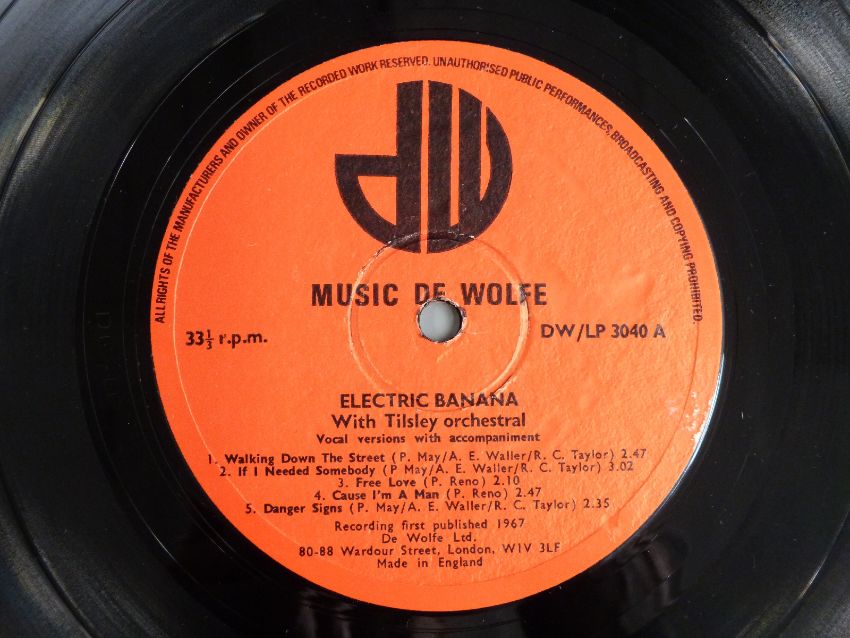 ALL RIGHTS OF THE MANUFACTURERS AND OWNER OF THE RECORDED WORK RESERVED. UNAUTHORISED PUBLIC PERFORMANCES, BROADCASTING AND COPYING PROHIBITED.
dW
MUSIC DE WOLFE
33⅓ r.p.m.
DW/LP 3040 A
ELECTRIC BANANA
With Tilsley orchestral
Vocal versions with accompaniment
1. Walking Down The Street (P. May/A. E. Waller/R. C. Taylor) 2.47
2. If I Needed Somebody (P May/A. E. Waller/R. C. Taylor) 3.02
3. Free Love (P. Reno) 2.10
4. Cause I'm A Man (P. Reno) 2.47
5. Danger Signs (P. May/A. E. Waller/R. C. Taylor) 2.35
Recording first published 1967
De Wolfe Ltd.
80-88 Wardour Street, London, W1V 3LF
Made in England